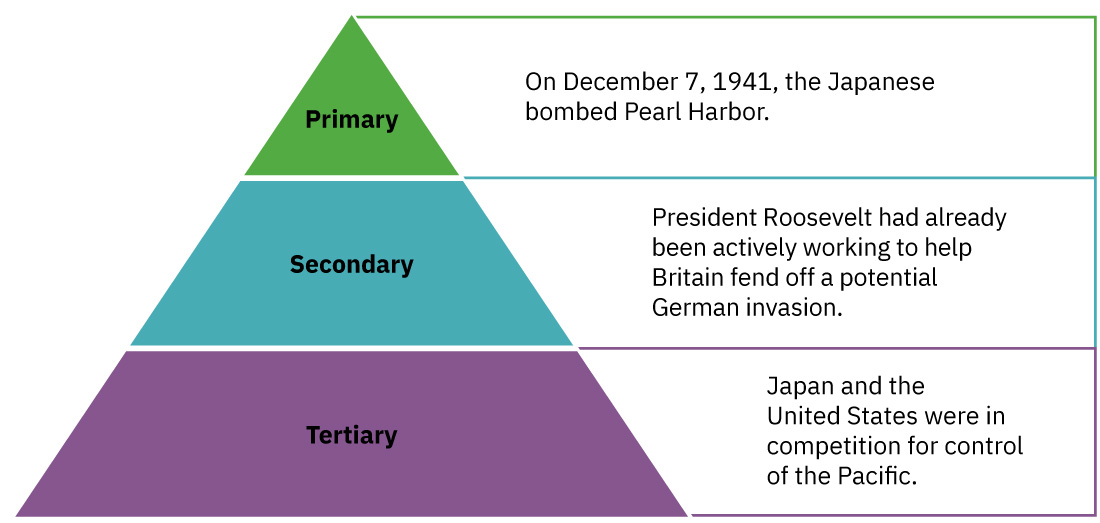 Primary
On December 7, 1941, the Japanese
bombed Pearl Harbor.
Secondary
President Roosevelt had already
been actively working to help
Britain fend off a potential
German invasion.
Tertiary
Japan and the
United States were in
competition for control
of the Pacific.